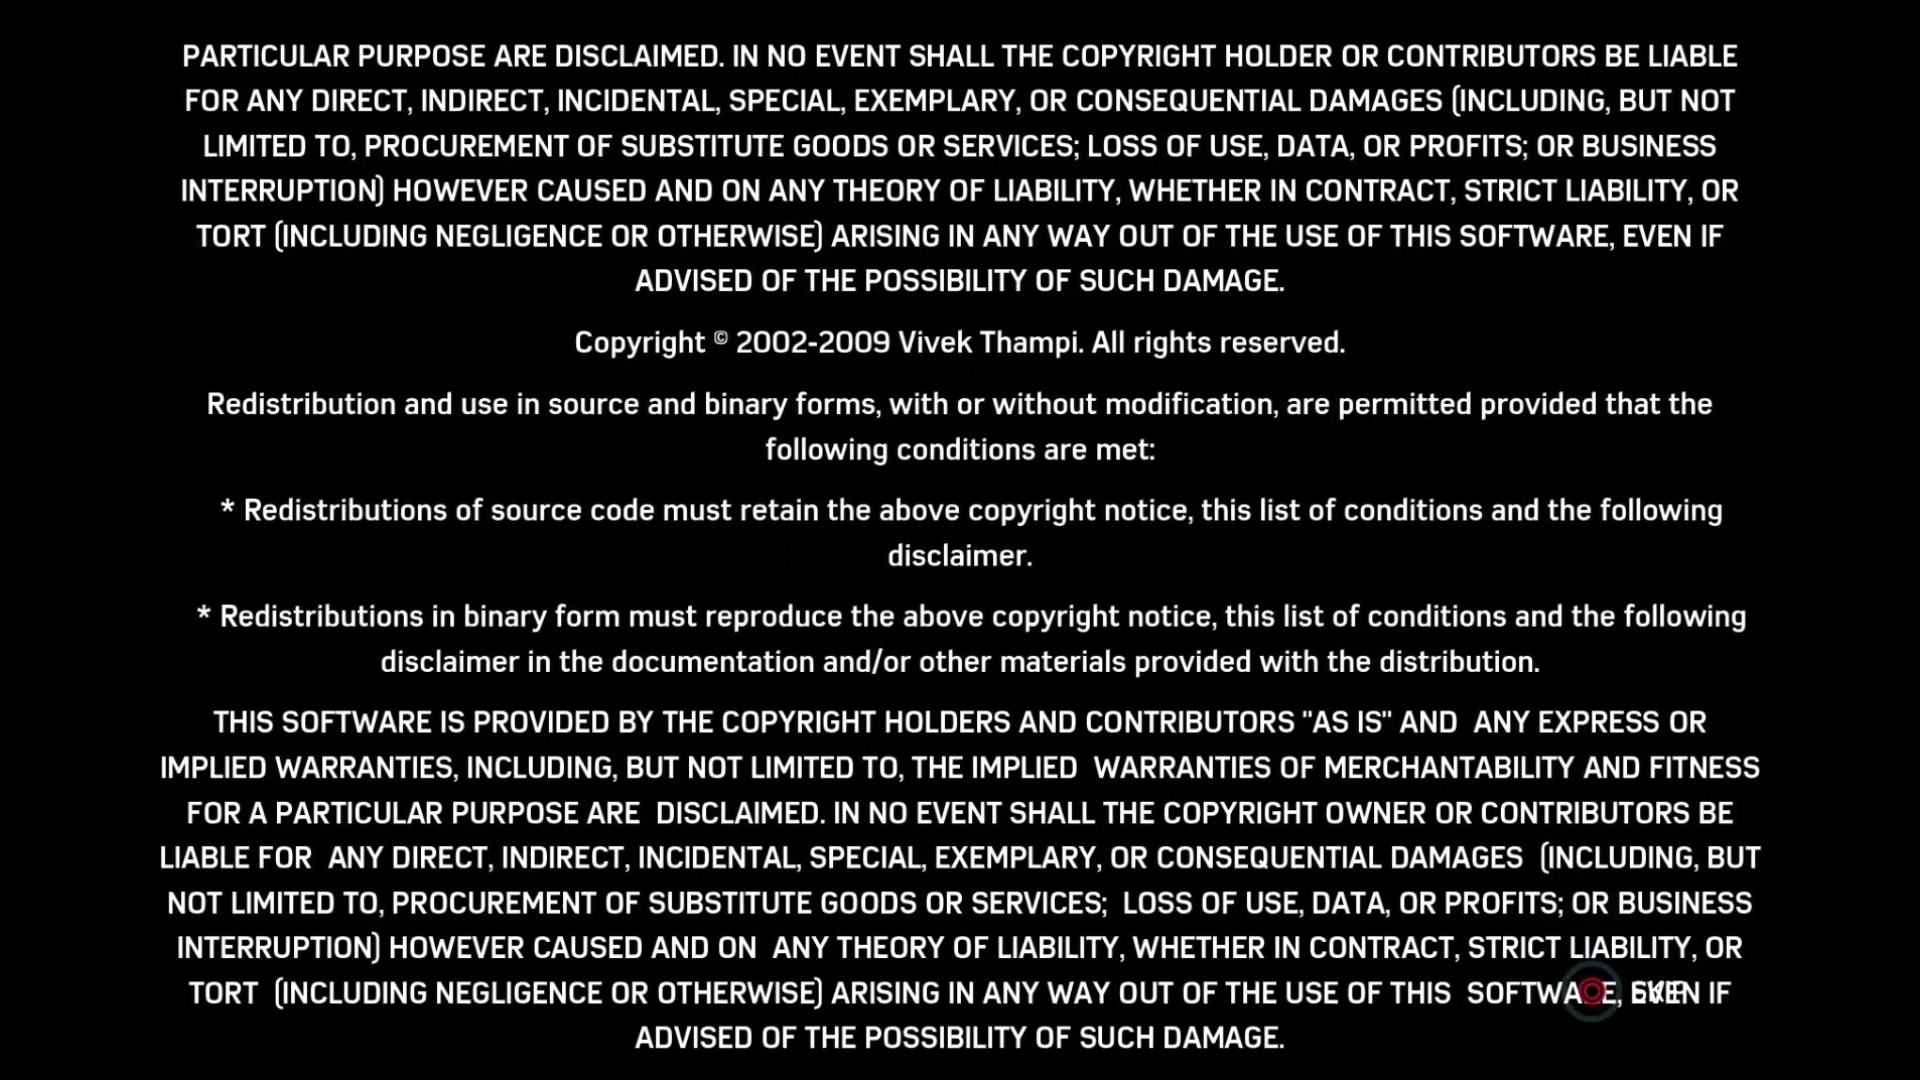 PARTICULAR PURPOSE ARE DISCLAIMED. IN NO EVENT SHALL THE COPYRIGHT HOLDER OR CONTRIBUTORS BE LIABLE
FOR ANY DIRECT, INDIRECT, INCIDENTAL, SPECIAL, EXEMPLARY, OR CONSEQUENTIAL DAMAGES (INCLUDING, BUT NOT
LIMITED TO, PROCUREMENT OF SUBSTITUTE GOODS OR SERVICES; LOSS OF USE, DATA, OR PROFITS; OR BUSINESS
INTERRUPTION) HOWEVER CAUSED AND ON ANY THEORY OF LIABILITY, WHETHER IN CONTRACT, STRICT LIABILITY, OR
TORT (INCLUDING NEGLIGENCE OR OTHERWISE) ARISING IN ANY WAY OUT OF THE USE OF THIS SOFTWARE, EVEN IF
ADVISED OF THE POSSIBILITY OF SUCH DAMAGE.
Copyright © 2002-2009 Vivek Thampi. All rights reserved.
Redistribution and use in source and binary forms, with or without modification, are permitted provided that the
following conditions are met:
* Redistributions of source code must retain the above copyright notice, this list of conditions and the following
disclaimer.
* Redistributions in binary form must reproduce the above copyright notice, this list of conditions and the following
disclaimer in the documentation and/or other materials provided with the distribution.
THIS SOFTWARE IS PROVIDED BY THE COPYRIGHT HOLDERS AND CONTRIBUTORS "AS IS" AND ANY EXPRESS OR
IMPLIED WARRANTIES, INCLUDING, BUT NOT LIMITED TO, THE IMPLIED WARRANTIES OF MERCHANTABILITY AND FITNESS
FOR A PARTICULAR PURPOSE ARE DISCLAIMED. IN NO EVENT SHALL THE COPYRIGHT OWNER OR CONTRIBUTORS BE
LIABLE FOR ANY DIRECT, INDIRECT, INCIDENTAL, SPECIAL, EXEMPLARY, OR CONSEQUENTIAL DAMAGES (INCLUDING, BUT
NOT LIMITED TO, PROCUREMENT OF SUBSTITUTE GOODS OR SERVICES; LOSS OF USE, DATA, OR PROFITS; OR BUSINESS
INTERRUPTION) HOWEVER CAUSED AND ON ANY THEORY OF LIABILITY, WHETHER IN CONTRACT, STRICT LIABILITY, OR
TORT (INCLUDING NEGLIGENCE OR OTHERWISE) ARISING IN ANY WAY OUT OF THE USE OF THIS SOFTWARE, EVEN IF
ADVISED OF THE POSSIBILITY OF SUCH DAMAGE.